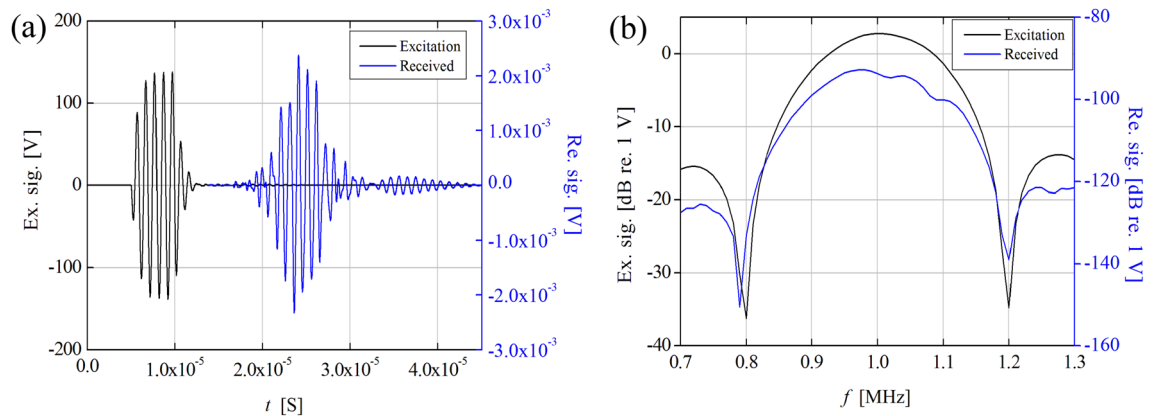 (a)
Excitation
Received
200
100
0
-100
-200
Ex. sig. [V]
3.0x10⁻³
2.0x10⁻³
1.0x10⁻³
0.0
-1.0x10⁻³
-2.0x10⁻³
-3.0x10⁻³
Re. sig. [V]
0.0
1.0x10⁻⁵
2.0x10⁻⁵
3.0x10⁻⁵
4.0x10⁻⁵
t [S]
(b)
Excitation
Received
0
-10
-20
-30
-40
Ex. sig. [dB re. 1 V]
-80
-100
-120
-140
-160
Re. sig. [dB re. 1 V]
0.7
0.8
0.9
1.0
1.1
1.2
1.3
f [MHz]